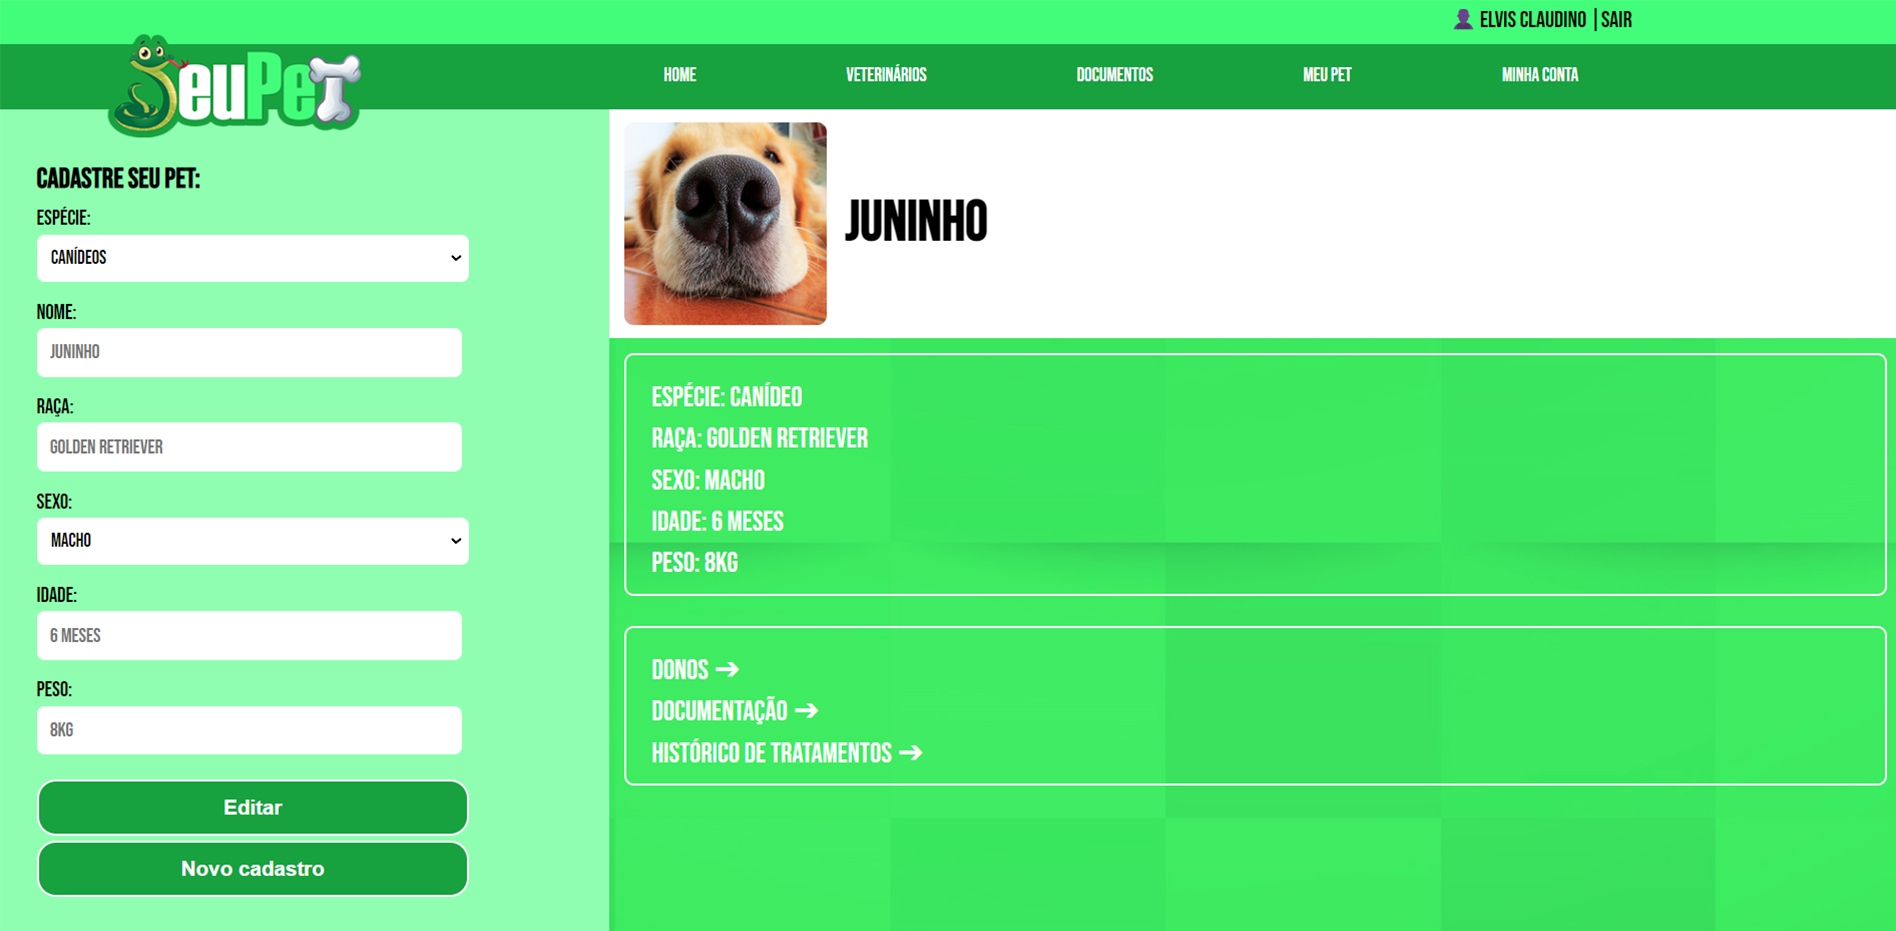 ELVIS CLAUDINO | SAIR
SeuPet
HOME VETERINÁRIOS DOCUMENTOS MEU PET MINHA CONTA
CADASTRE SEU PET:
ESPÉCIE:
CANÍDEOS
NOME:
JUNINHO
RAÇA:
GOLDEN RETRIEVER
SEXO:
MACHO
IDADE:
6 MESES
PESO:
8KG
Editar
Novo cadastro
JUNINHO
ESPÉCIE: CANÍDEO
RAÇA: GOLDEN RETRIEVER
SEXO: MACHO
IDADE: 6 MESES
PESO: 8KG
DONOS →
DOCUMENTAÇÃO →
HISTÓRICO DE TRATAMENTOS →